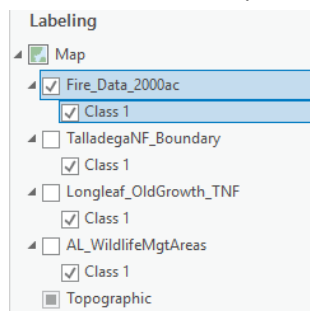 Labeling
Map
Fire_Data_2000ac
Class 1
TalladegaNF_Boundary
Class 1
Longleaf_OldGrowth_TNF
Class 1
AL_WildlifeMgtAreas
Class 1
Topographic